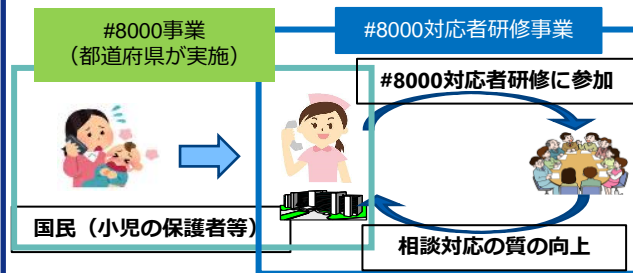 #8000事業
（都道府県が実施）
#8000対応者研修事業
#8000対応者研修に参加
国民（小児の保護者等）
相談対応の質の向上